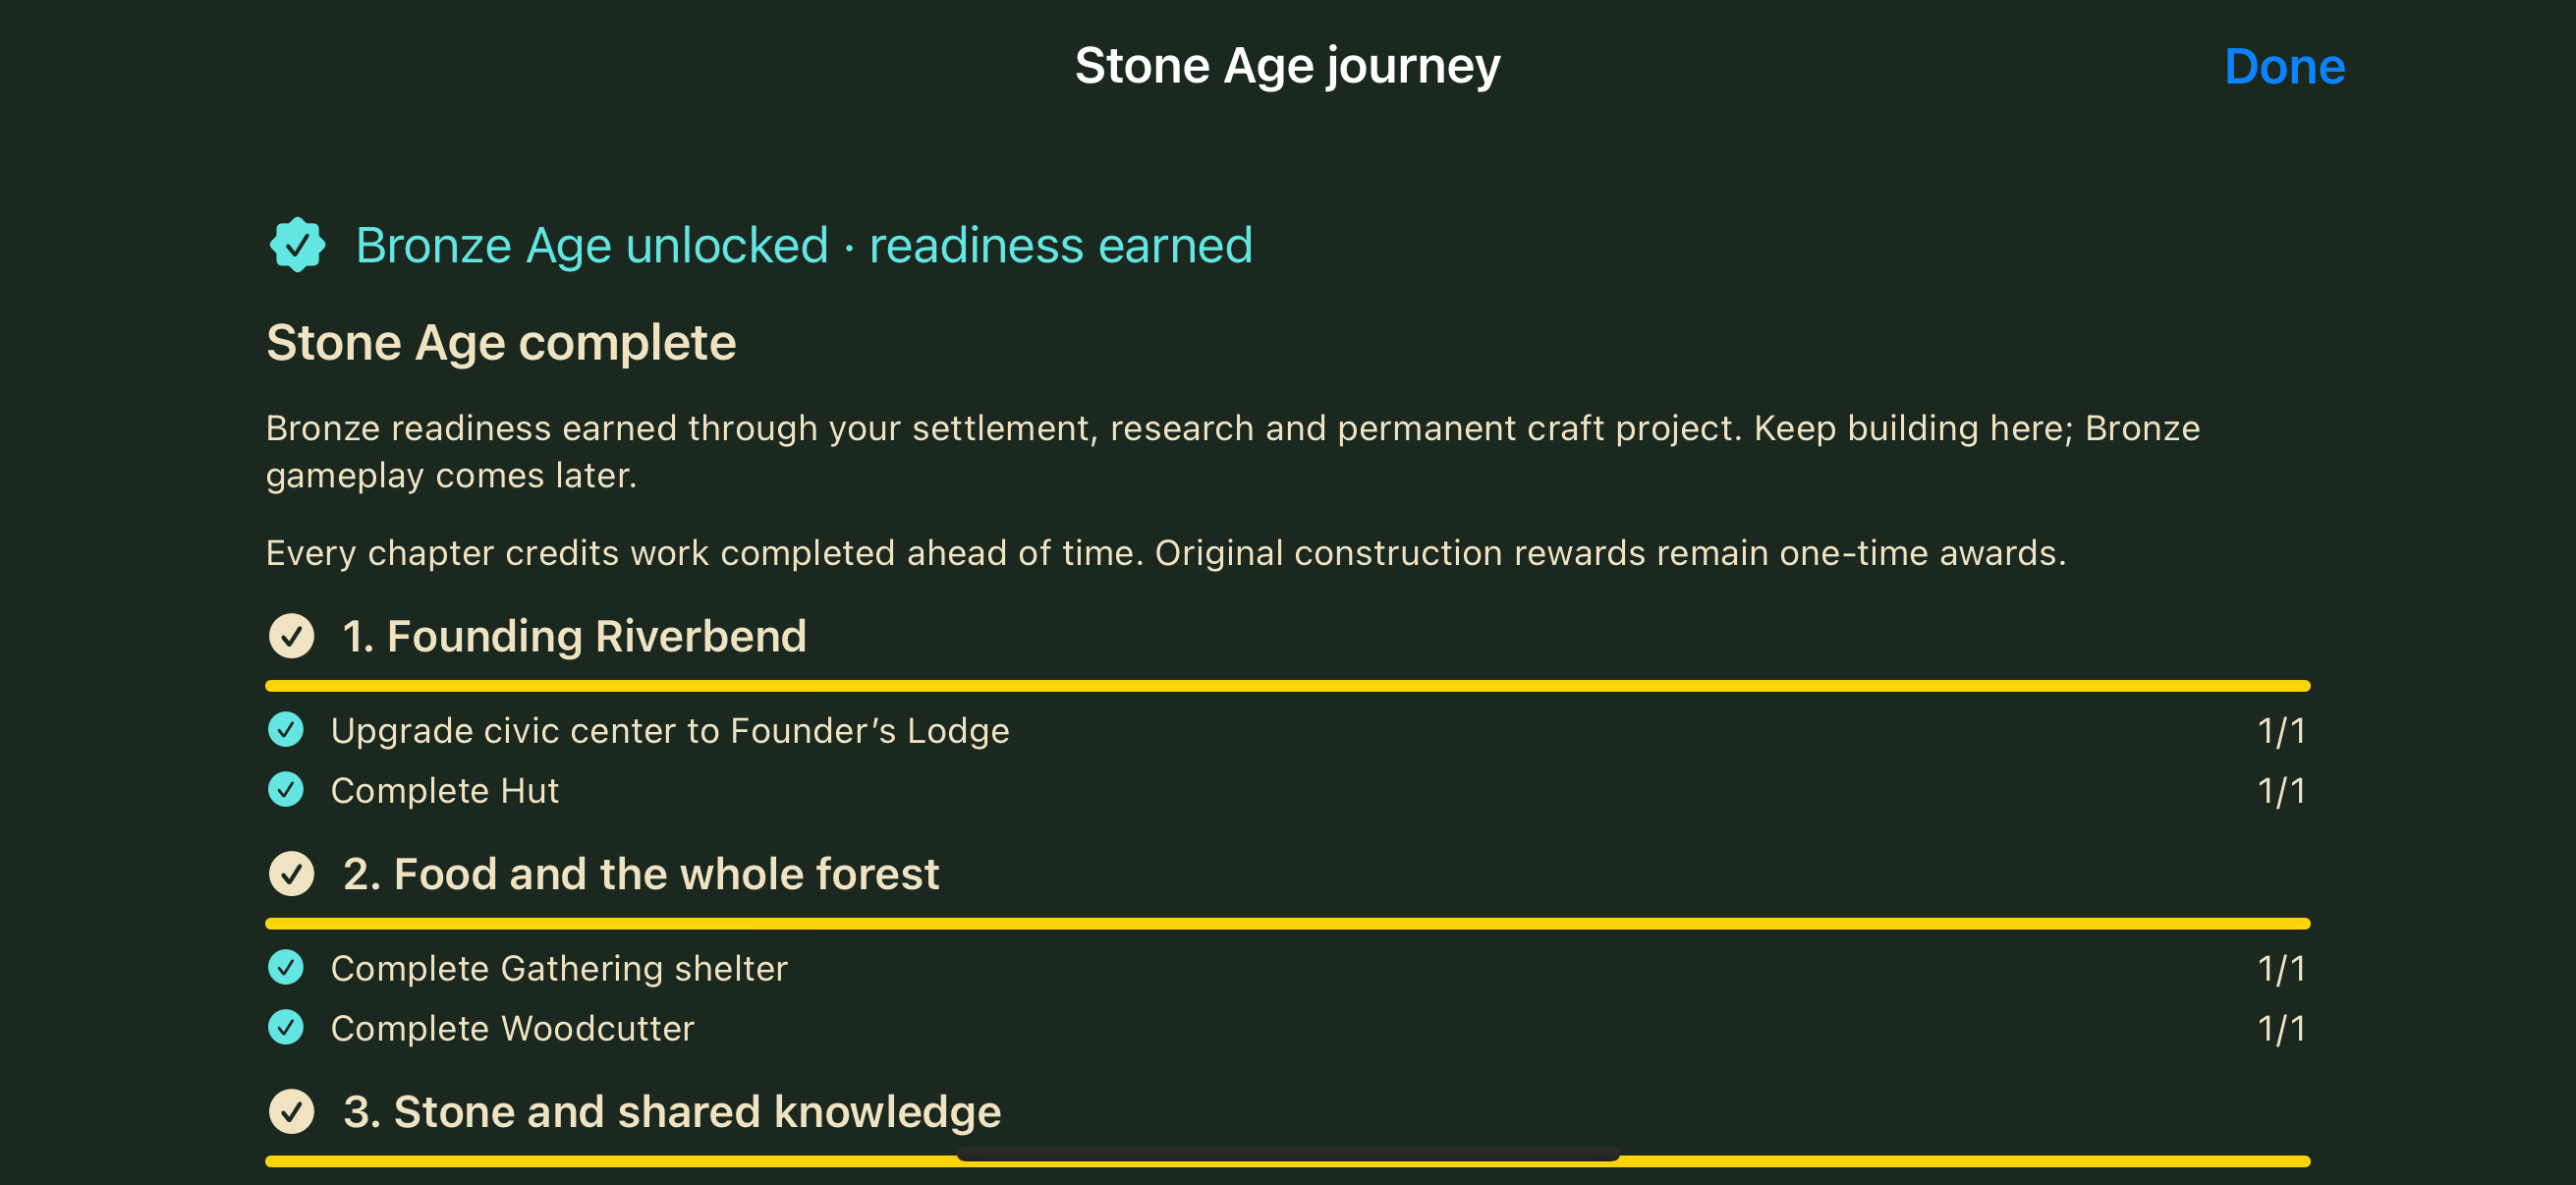 Stone Age journey
Done
Bronze Age unlocked · readiness earned
Stone Age complete
Bronze readiness earned through your settlement, research and permanent craft project. Keep building here; Bronze
gameplay comes later.
Every chapter credits work completed ahead of time. Original construction rewards remain one-time awards.
1. Founding Riverbend
Upgrade civic center to Founder’s Lodge 1/1
Complete Hut 1/1
2. Food and the whole forest
Complete Gathering shelter 1/1
Complete Woodcutter 1/1
3. Stone and shared knowledge